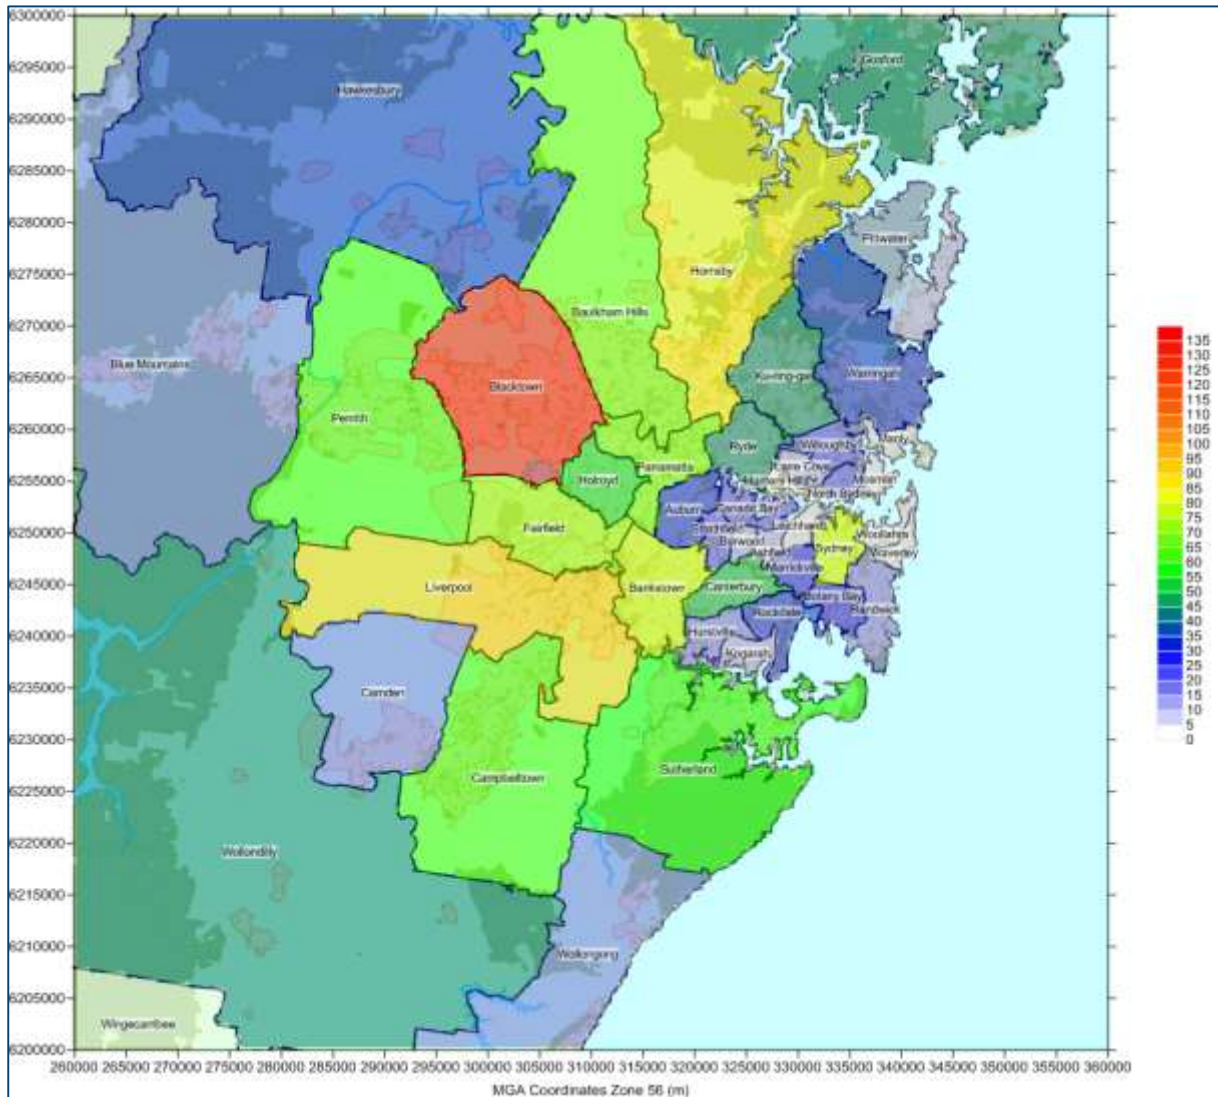 6300000
6295000
Gosford
Hawkesbury
6290000
6285000
6280000
Pittwater
6275000
Hornsby
6270000
Baulkham Hills
Blue Mountains
6265000
Blacktown
Ku-ring-gai
Warringah
Penrith
6260000
Ryde
Willoughby
Manly
Parramatta
Lane Cove
6255000
Holroyd
Hunters Hill
Mosman
North Sydney
Auburn
Canada Bay
Fairfield
Strathfield
Leichhardt
Woollahra
6250000
Burwood
Sydney
Ashfield
Waverley
Marrickville
6245000
Liverpool
Bankstown
Canterbury
Botany Bay
Rockdale
Randwick
6240000
Hurstville
Kogarah
6235000
Camden
6230000
Campbelltown
Sutherland
6225000
6220000
Wollondilly
6215000
6210000
Wollongong
6205000
Wingecarribee
6200000
260000 265000 270000 275000 280000 285000 290000 295000 300000 305000 310000 315000 320000 325000 330000 335000 340000 345000 350000 355000 360000
MGA Coordinates Zone 56 (m)
135
130
125
120
115
110
105
100
95
90
85
80
75
70
65
60
55
50
45
40
35
30
25
20
15
10
5
0